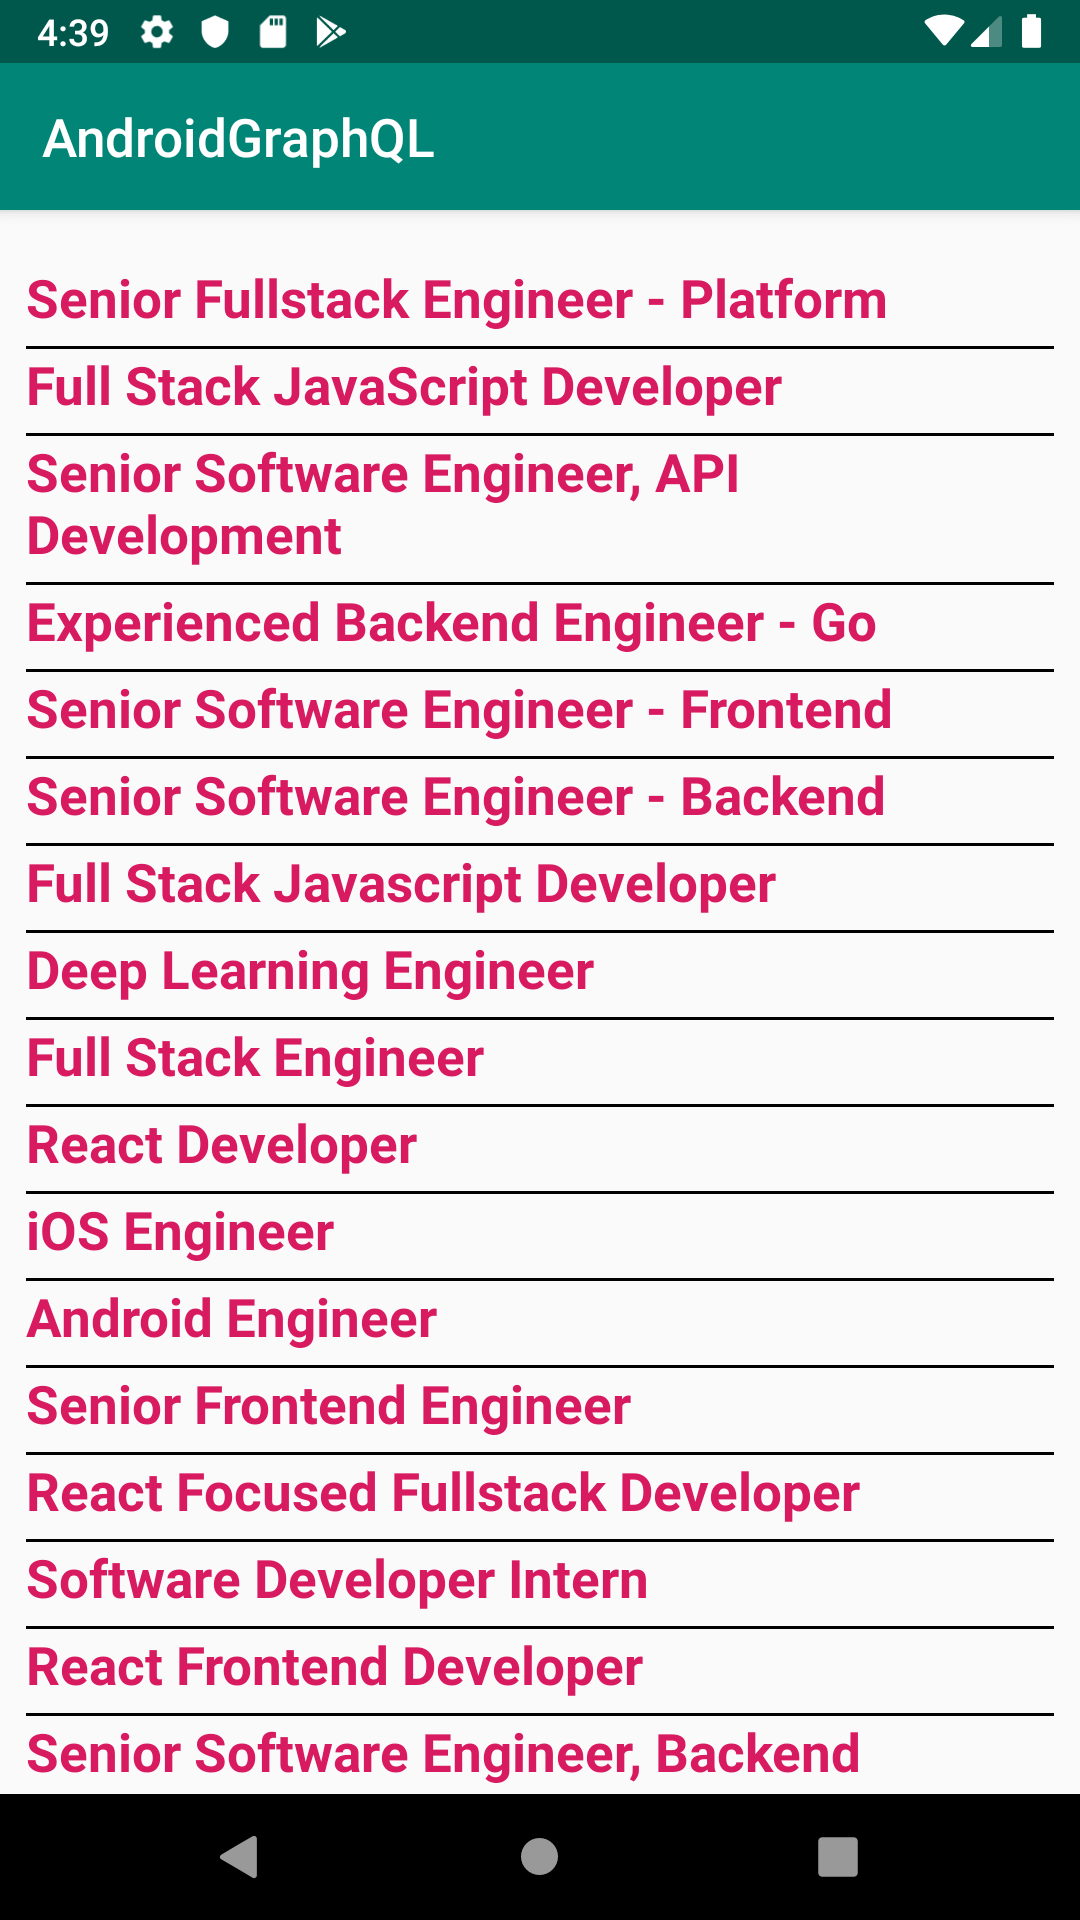 4:39
AndroidGraphQL
Senior Fullstack Engineer - Platform
Full Stack JavaScript Developer
Senior Software Engineer, API
Development
Experienced Backend Engineer - Go
Senior Software Engineer - Frontend
Senior Software Engineer - Backend
Full Stack Javascript Developer
Deep Learning Engineer
Full Stack Engineer
React Developer
iOS Engineer
Android Engineer
Senior Frontend Engineer
React Focused Fullstack Developer
Software Developer Intern
React Frontend Developer
Senior Software Engineer, Backend